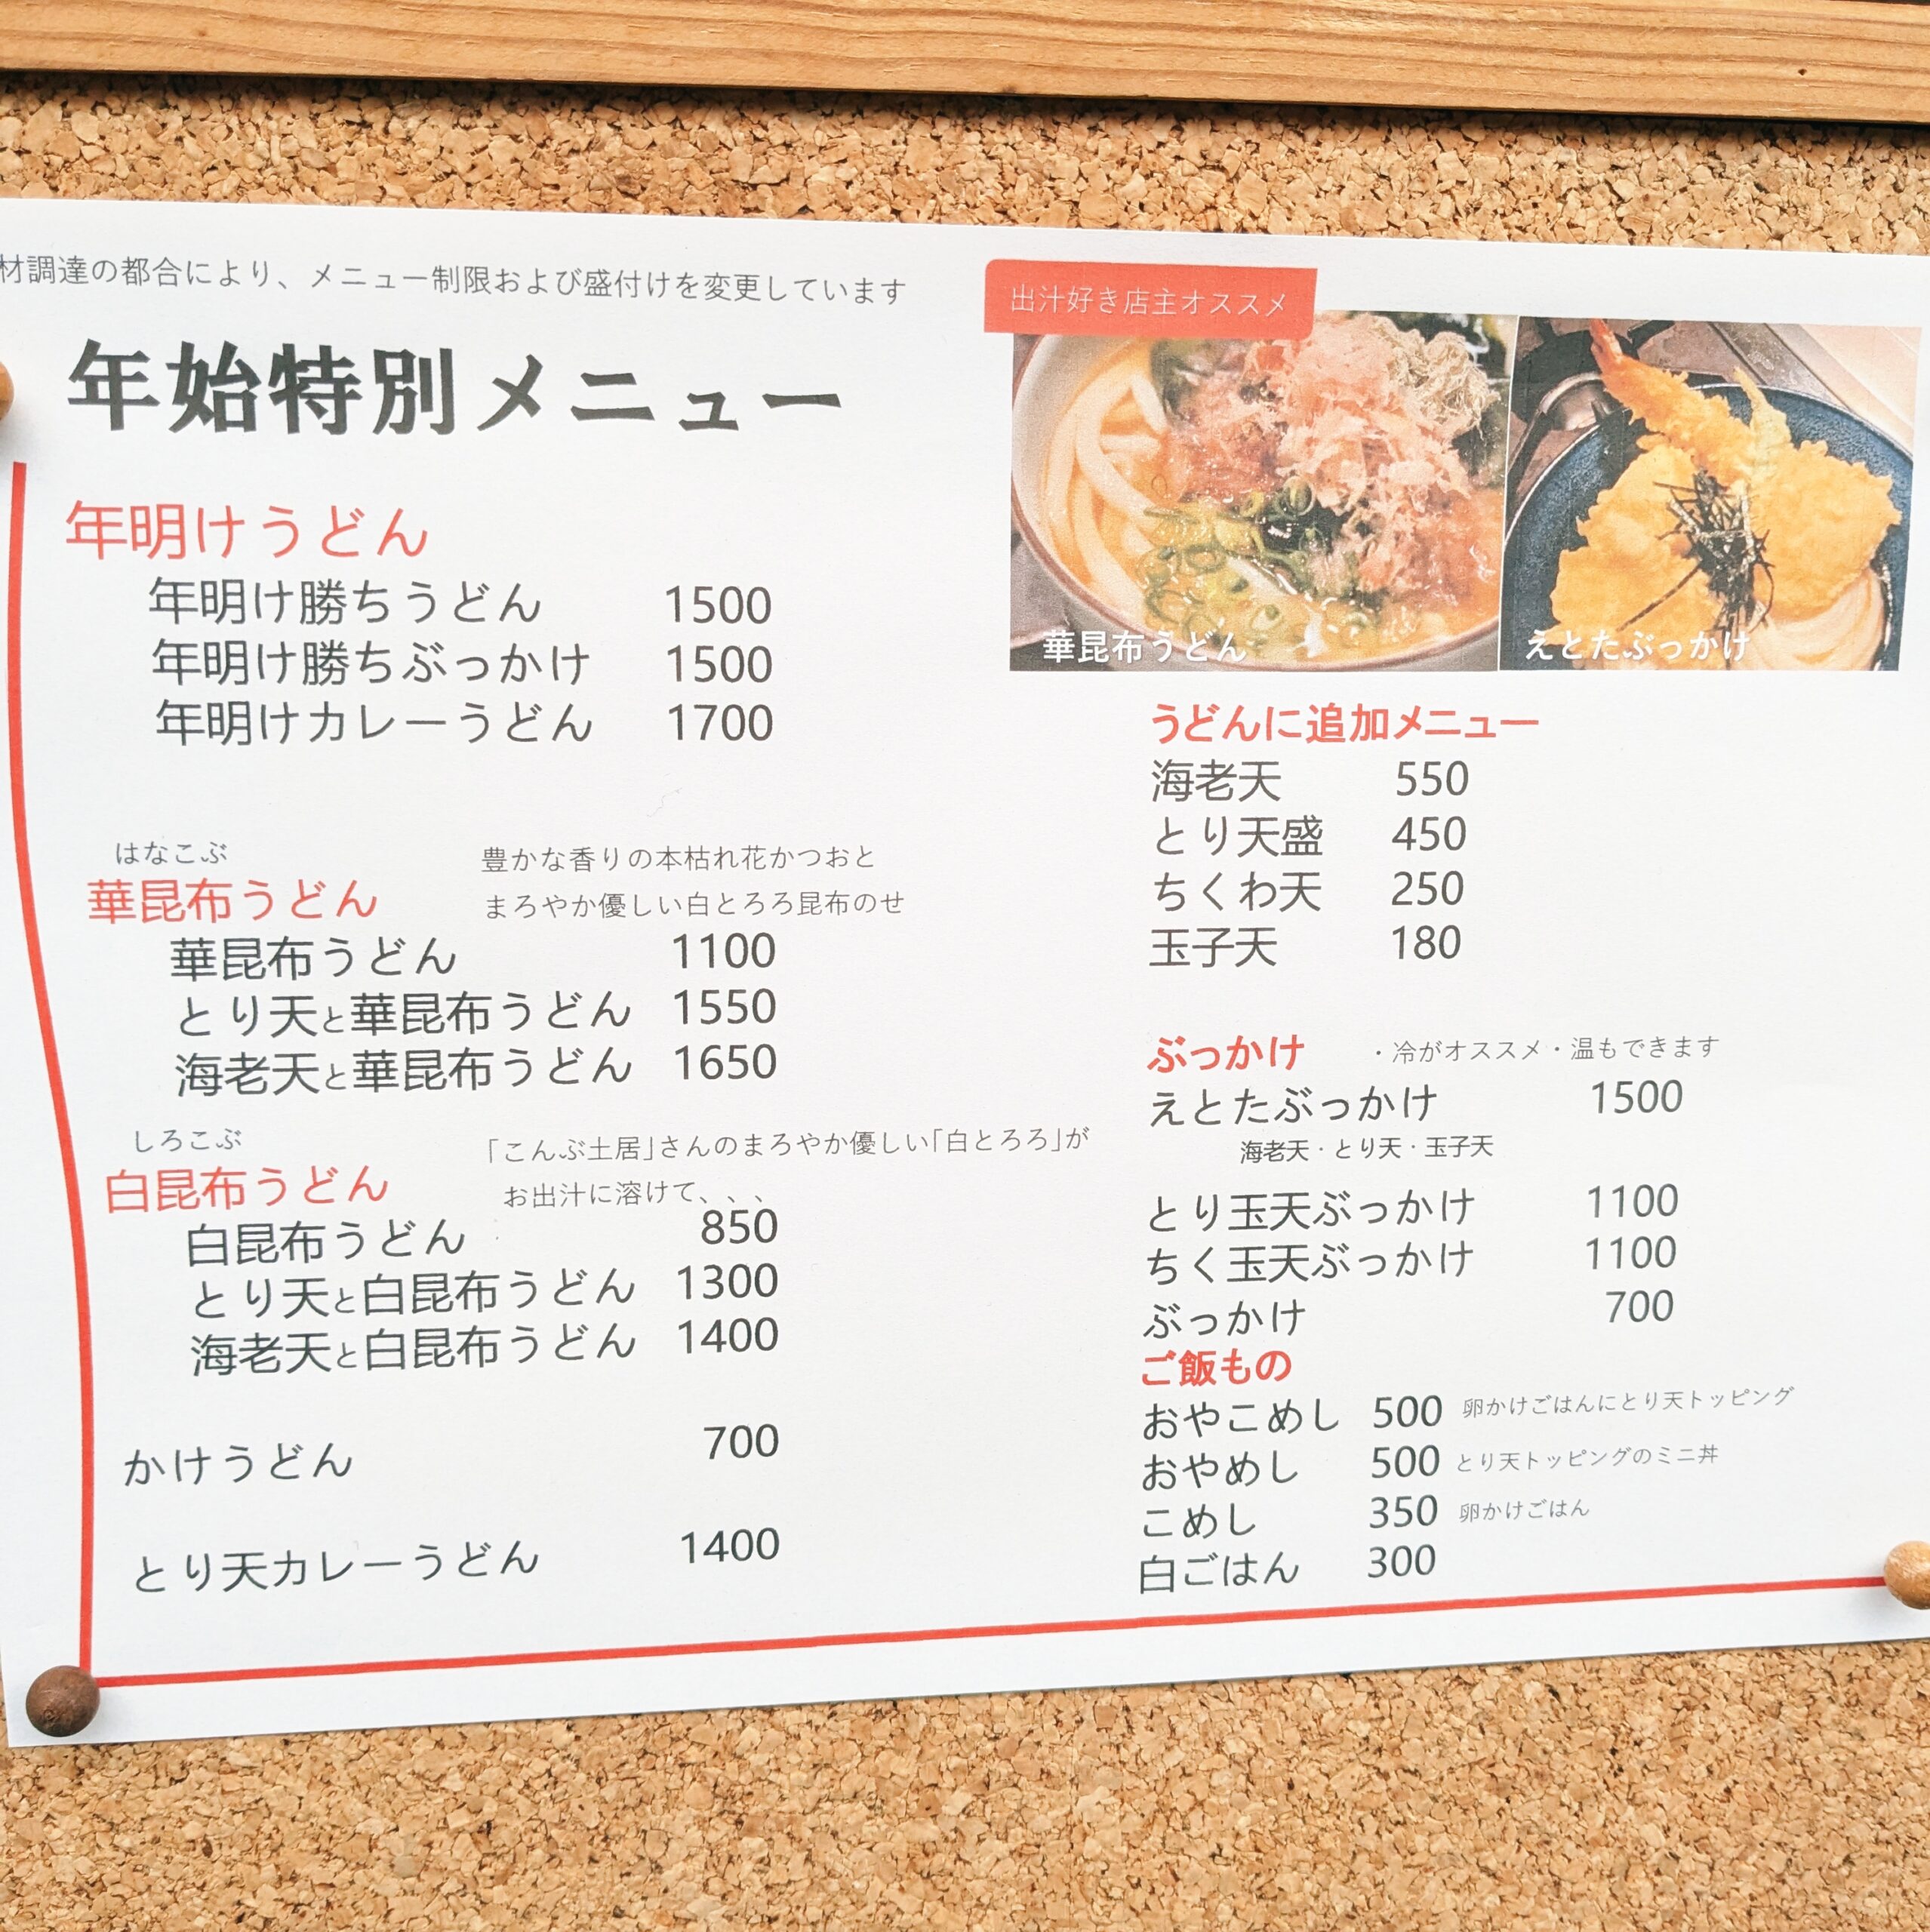 材調達の都合により、メニュー制限および盛付けを変更しています
年始特別メニュー
年明けうどん
年明け勝ちうどん 1500
年明け勝ちぶっかけ 1500
年明けカレーうどん 1700
はなこぶ
華昆布うどん
豊かな香りの本枯れ花かつおと
まろやか優しい白とろろ昆布のせ
華昆布うどん 1100
とり天と華昆布うどん 1550
海老天と華昆布うどん 1650
しろこぶ
白昆布うどん
「こんぶ土居」さんのまろやか優しい「白とろろ」が
お出汁に溶けて、、、
白昆布うどん 850
とり天と白昆布うどん 1300
海老天と白昆布うどん 1400
かけうどん 700
とり天カレーうどん 1400
出汁好き店主オススメ
華昆布うどん
えとたぶっかけ
うどんに追加メニュー
海老天 550
とり天盛 450
ちくわ天 250
玉子天 180
ぶっかけ ・冷がオススメ・温もできます
えとたぶっかけ 1500
海老天・とり天・玉子天
とり玉天ぶっかけ 1100
ちく玉天ぶっかけ 1100
ぶっかけ 700
ご飯もの
おやこめし 500 卵かけごはんにとり天トッピング
おやめし 500 とり天トッピングのミニ丼
こめし 350 卵かけごはん
白ごはん 300